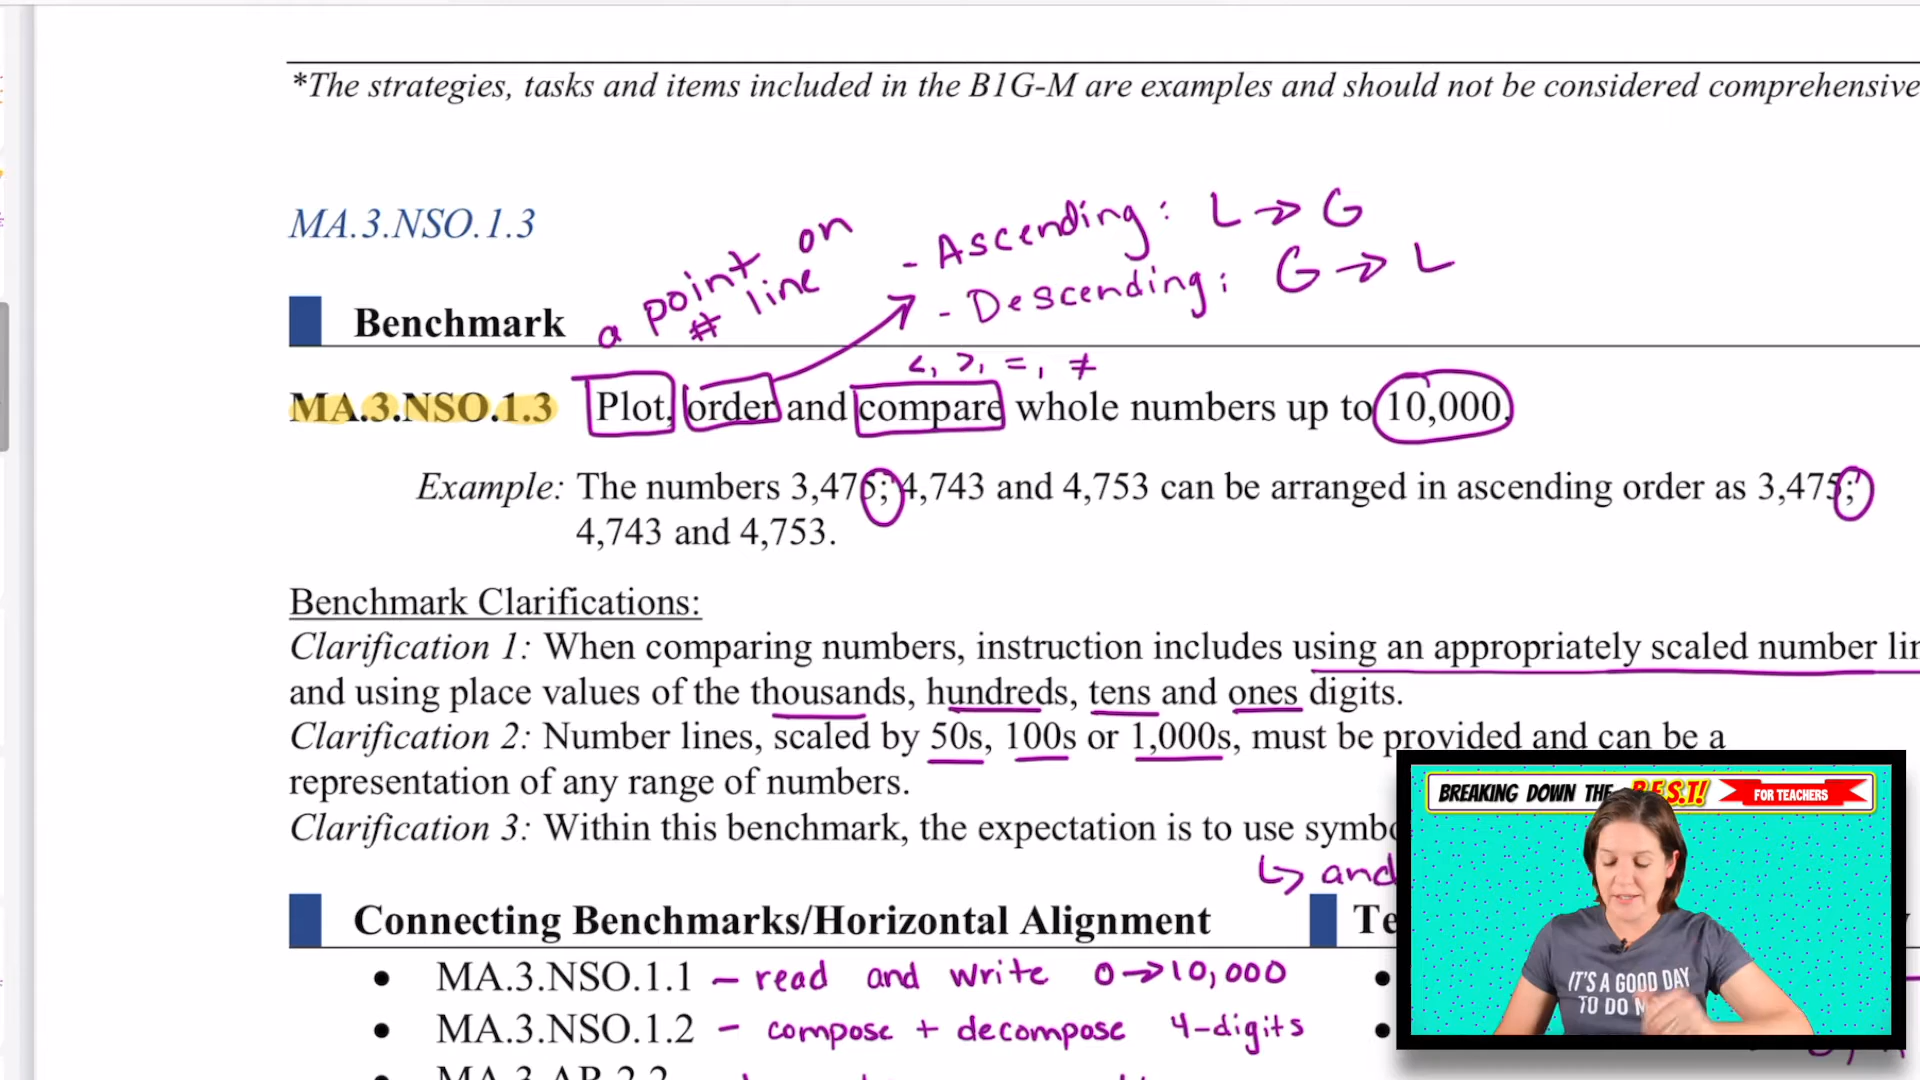 *The strategies, tasks and items included in the B1G-M are examples and should not be considered comprehensive
MA.3.NSO.1.3
a point on
# line
- Ascending: L → G
- Descending: G → L
Benchmark
<, >, =, ≠
MA.3.NSO.1.3 Plot, order and compare whole numbers up to 10,000.
Example: The numbers 3,475; 4,743 and 4,753 can be arranged in ascending order as 3,475;
4,743 and 4,753.
Benchmark Clarifications:
Clarification 1: When comparing numbers, instruction includes using an appropriately scaled number
and using place values of the thousands, hundreds, tens and ones digits.
Clarification 2: Number lines, scaled by 50s, 100s or 1,000s, must be provided and can be a
representation of any range of numbers.
Clarification 3: Within this benchmark, the expectation is to use
↳ and
Connecting Benchmarks/Horizontal Alignment
• MA.3.NSO.1.1 – read and write 0→10,000
• MA.3.NSO.1.2 – compose + decompose 4-digits
BREAKING DOWN THE B.E.S.T! FOR TEACHERS
IT'S A GOOD DAY
TO DO